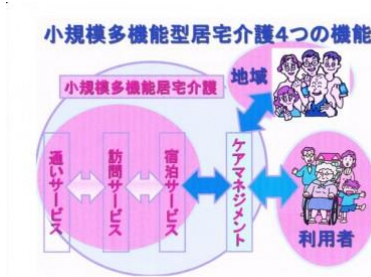 小規模多機能型居宅介護4つの機能
小規模多機能居宅介護
地域
通いサービス
訪問サービス
宿泊サービス
ケアマネジメント
利用者